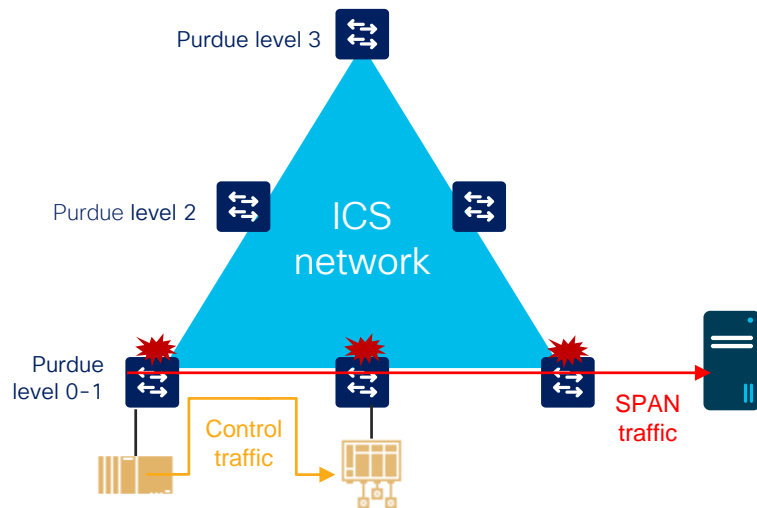 Purdue level 3
Purdue level 2
ICS
network
Purdue
level 0-1
Control
traffic
SPAN
traffic